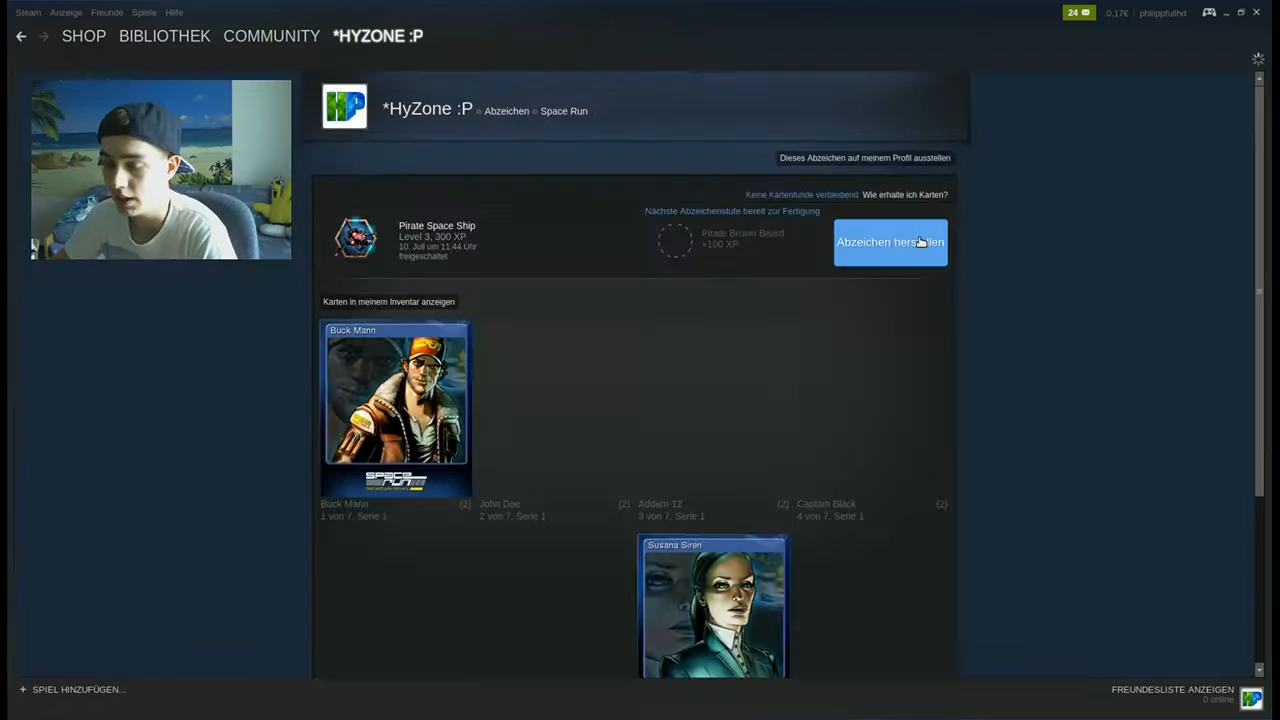 Steam Anzeige Freunde Spiele Hilfe
24
0,17€ | philippfullhd
SHOP BIBLIOTHEK COMMUNITY *HYZONE :P
HP
*HyZone :P » Abzeichen » Space Run
Dieses Abzeichen auf meinem Profil ausstellen
Keine Kartenfunde verbleibend Wie erhalte ich Karten?
Nächste Abzeichenstufe bereit zur Fertigung
Pirate Space Ship
Level 3, 300 XP
10. Juli um 11:44 Uhr
freigeschaltet
Pirate Brown Beard
+100 XP
Abzeichen herstellen
Karten in meinem Inventar anzeigen
Buck Mann
SPACE RUN
Buck Mann (2) John Doe (2) Addam-12 (2) Captain Black (2)
1 von 7, Serie 1 2 von 7, Serie 1 3 von 7, Serie 1 4 von 7, Serie 1
Susana Siren
+ SPIEL HINZUFÜGEN...
FREUNDESLISTE ANZEIGEN
0 online
HP